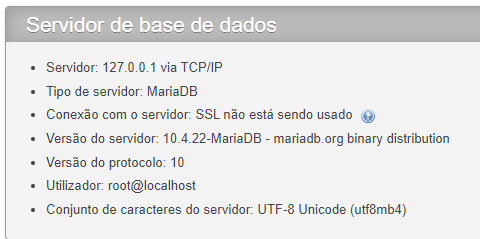 Servidor de base de dados
Servidor: 127.0.0.1 via TCP/IP
Tipo de servidor: MariaDB
Conexão com o servidor: SSL não está sendo usado
Versão do servidor: 10.4.22-MariaDB - mariadb.org binary distribution
Versão do protocolo: 10
Utilizador: root@localhost
Conjunto de caracteres do servidor: UTF-8 Unicode (utf8mb4)